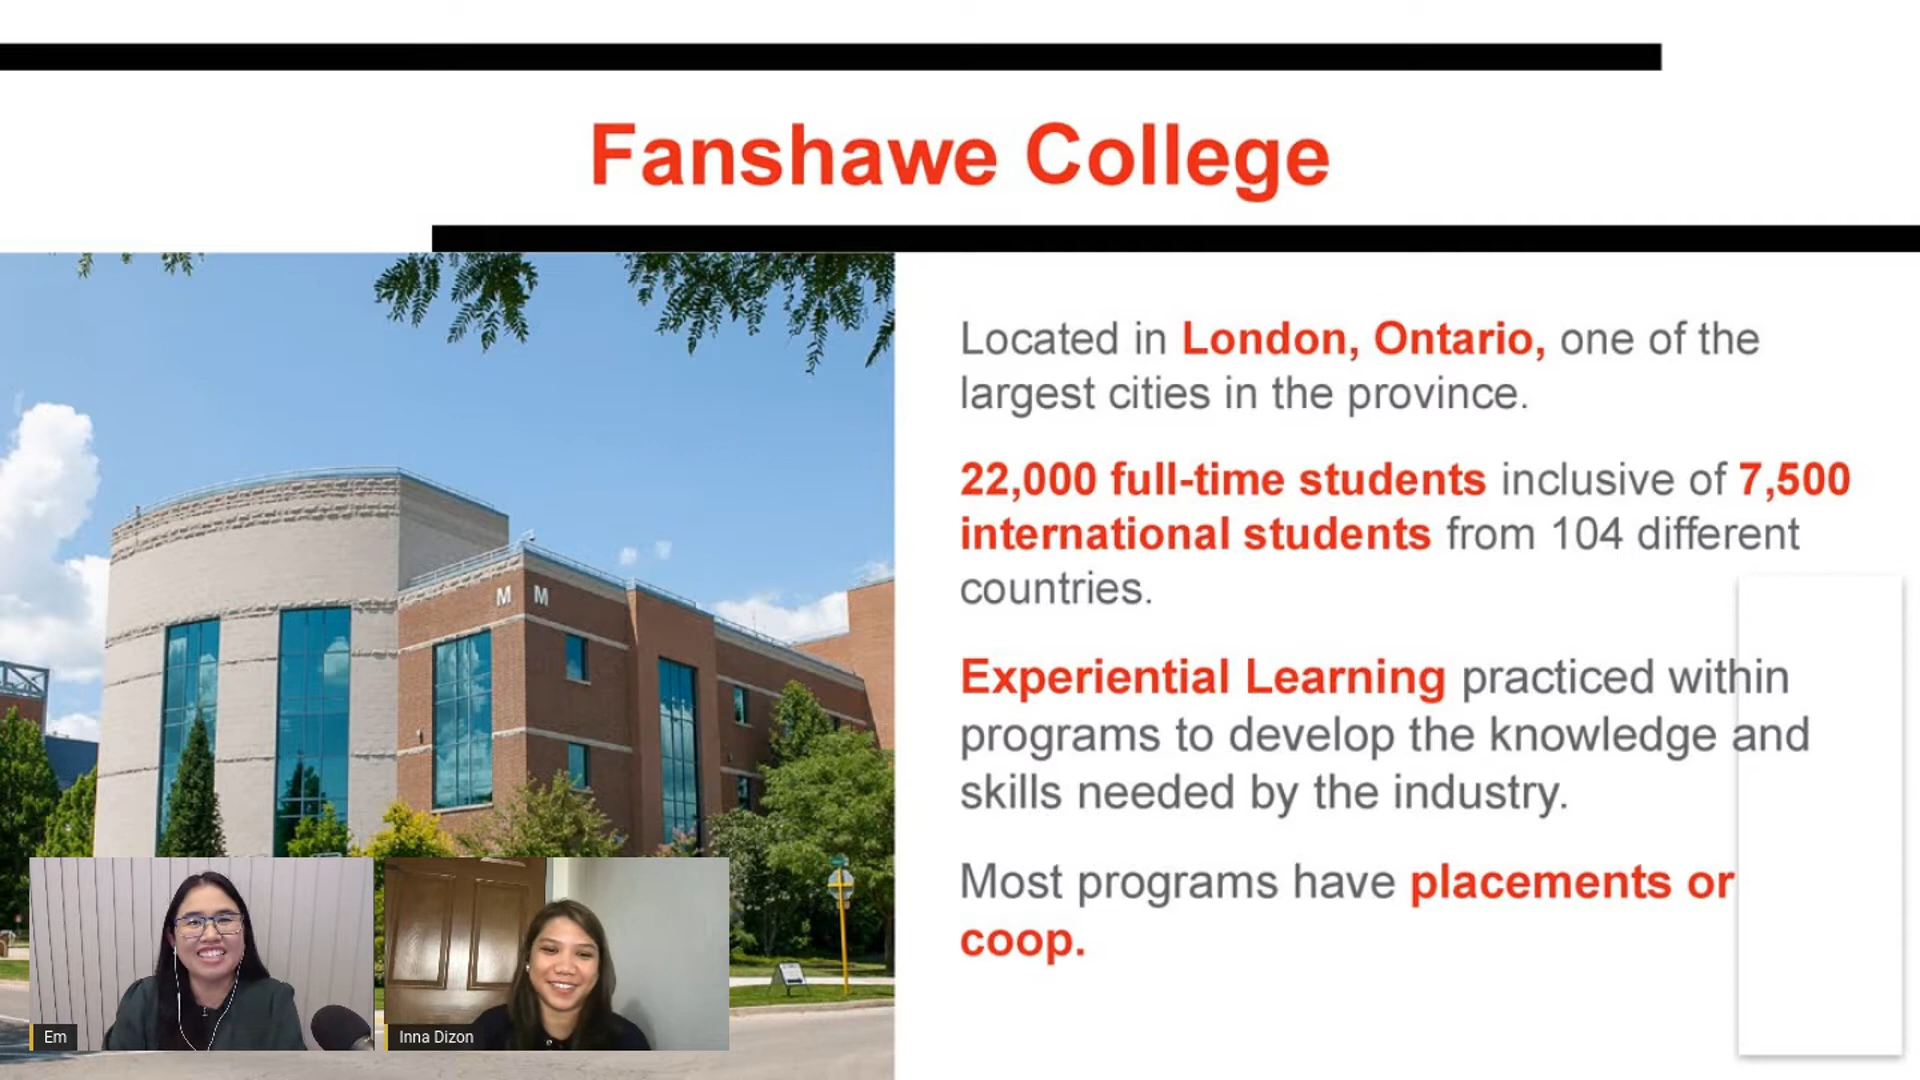 Fanshawe College
Located in London, Ontario, one of the
largest cities in the province.
22,000 full-time students inclusive of 7,500
international students from 104 different
countries.
Experiential Learning practiced within
programs to develop the knowledge and
skills needed by the industry.
Most programs have placements or
coop.
M M
Em
Inna Dizon